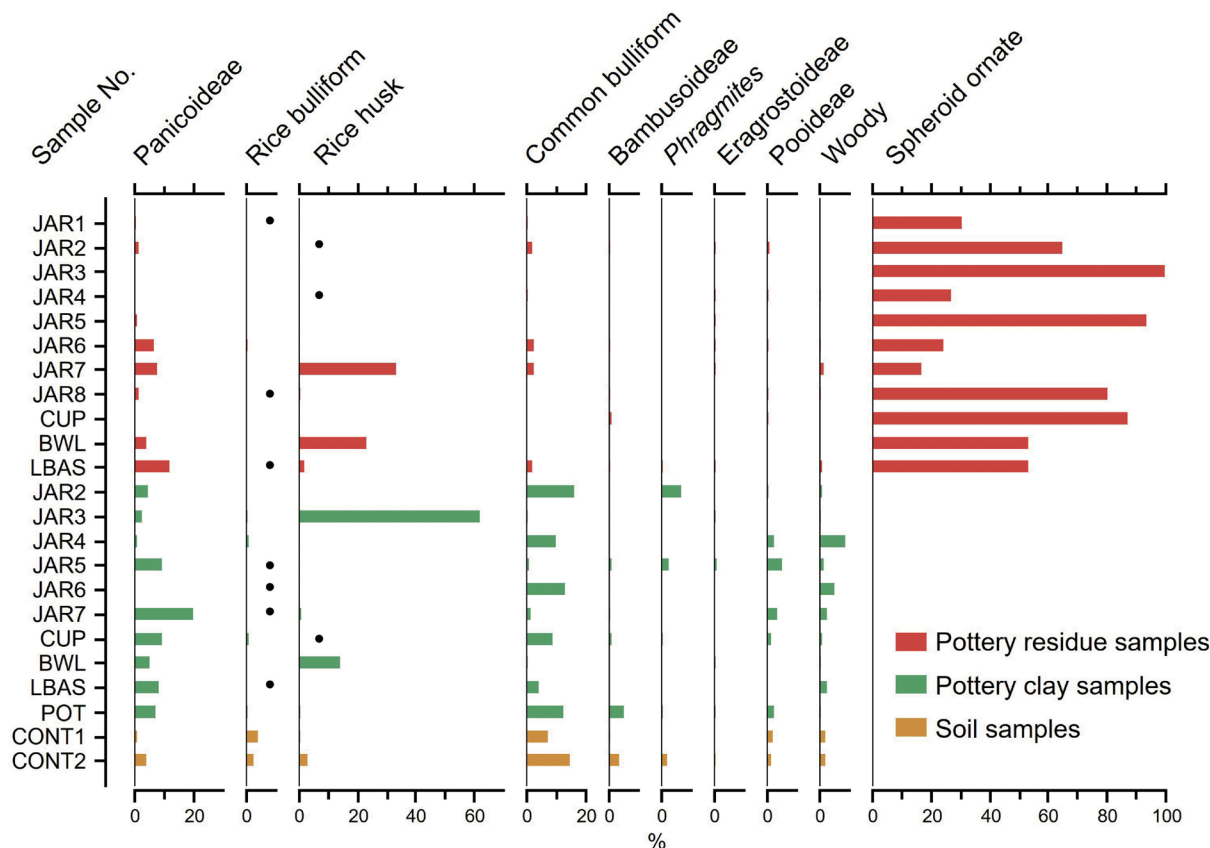 Sample No.
Panicoideae
Rice bulliform
Rice husk
Common bulliform
Bambusoideae
Phragmites
Eragrostoideae
Pooideae
Woody
Spheroid ornate
JAR1
JAR2
JAR3
JAR4
JAR5
JAR6
JAR7
JAR8
CUP
BWL
LBAS
JAR2
JAR3
JAR4
JAR5
JAR6
JAR7
CUP
BWL
LBAS
POT
CONT1
CONT2
Pottery residue samples
Pottery clay samples
Soil samples
0 20 0 0 20 40 60 0 20 0 0 0 0 0 0 20 40 60 80 100
%